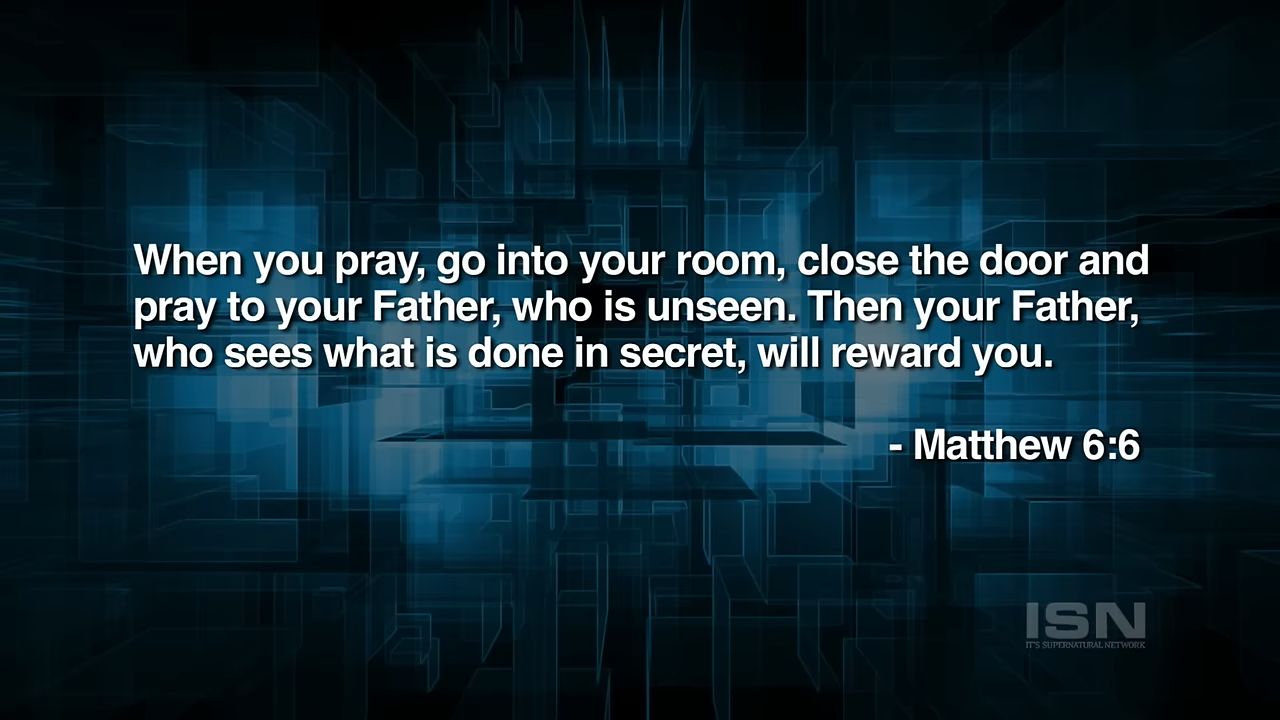 When you pray, go into your room, close the door and
pray to your Father, who is unseen. Then your Father,
who sees what is done in secret, will reward you.
- Matthew 6:6
ISN
IT'S SUPERNATURAL NETWORK